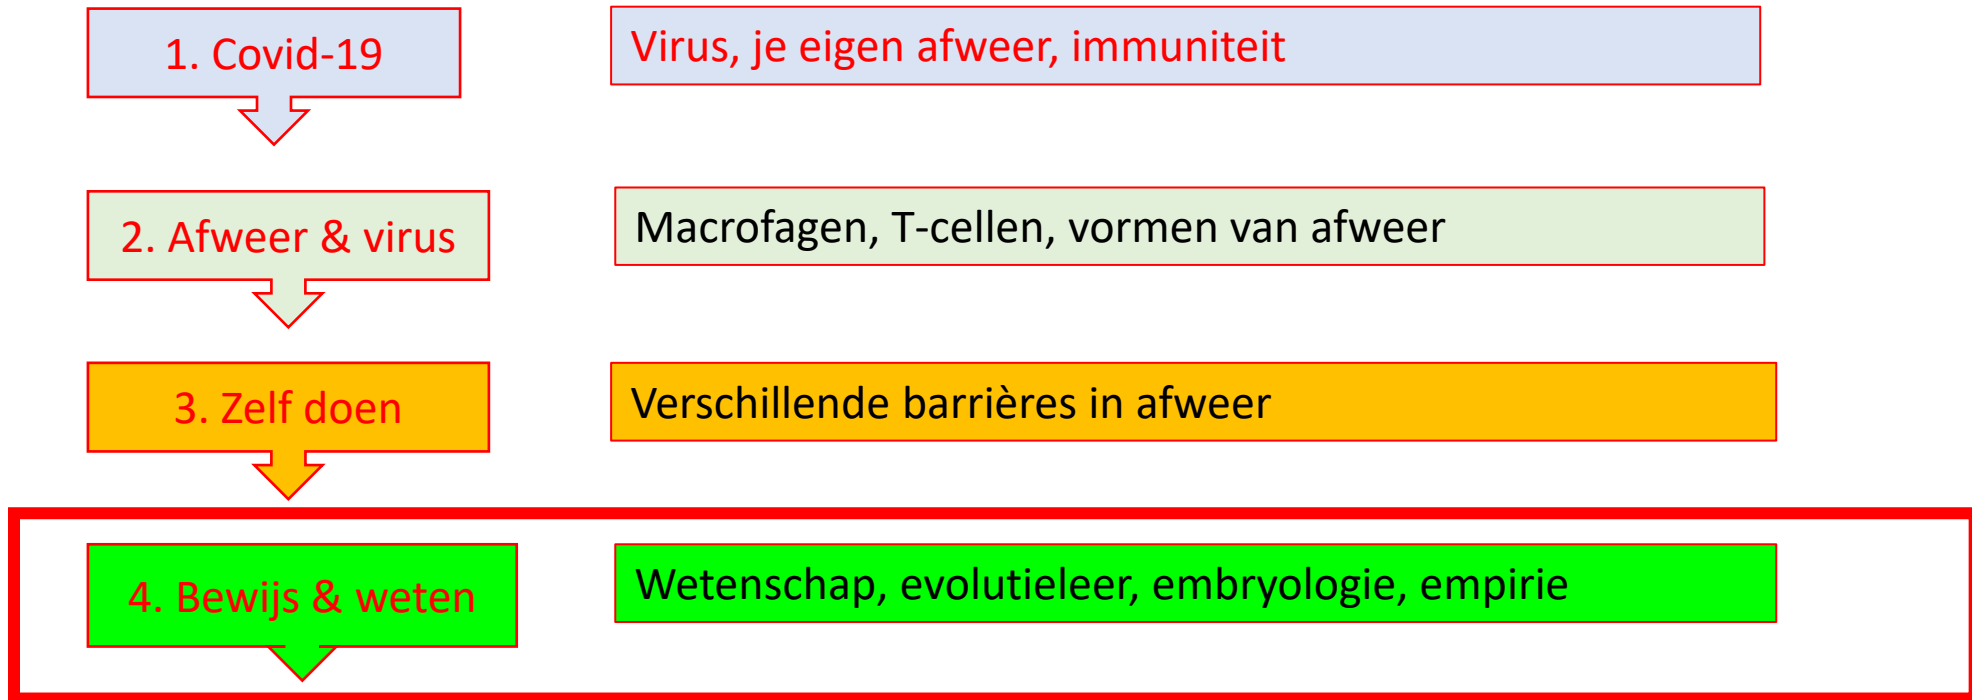 1. Covid-19
Virus, je eigen afweer, immuniteit
2. Afweer & virus
Macrofagen, T-cellen, vormen van afweer
3. Zelf doen
Verschillende barrières in afweer
4. Bewijs & weten
Wetenschap, evolutieleer, embryologie, empirie